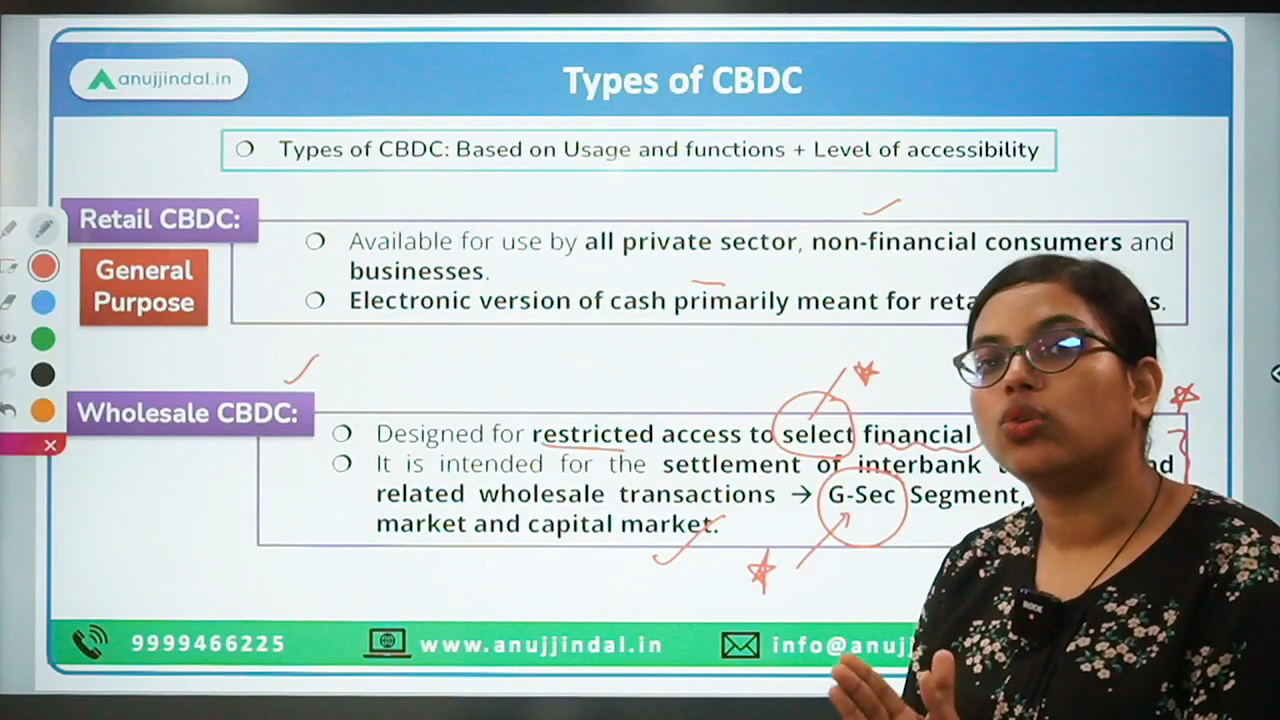 anujjindal.in
Types of CBDC
Types of CBDC: Based on Usage and functions + Level of accessibility
Retail CBDC:
General
Purpose
Available for use by all private sector, non-financial consumers and
businesses.
Electronic version of cash primarily meant for
Wholesale CBDC:
Designed for restricted access to select financial
It is intended for the settlement of interbank
related wholesale transactions → G-Sec Segment,
market and capital market.
9999466225
www.anujjindal.in